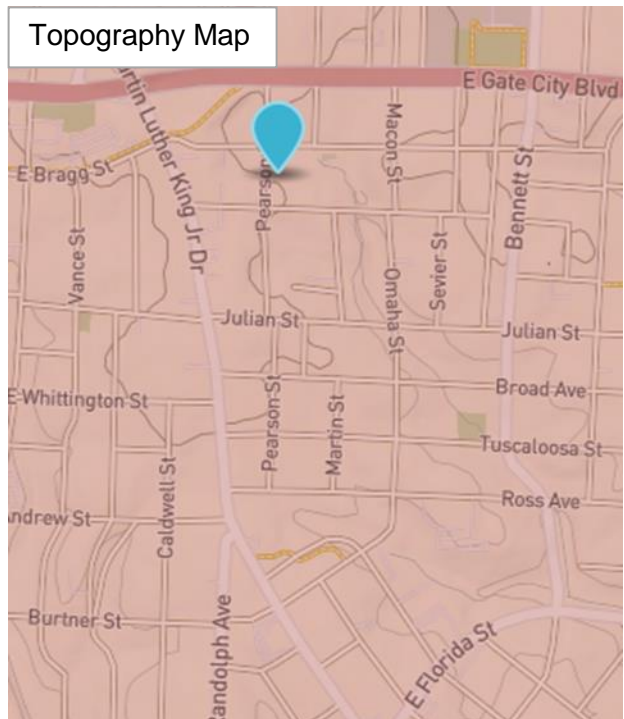 Topography Map
E Gate City Blvd
urtin Luther King Jr Dr
Macon St
Pearson
Bennett St
E Bragg St
Vance St
Sevier St
Omaha St
Julian St
Julian St
Broad Ave
E Whittington St
Pearson St
Martin St
Tuscaloosa St
Caldwell St
Ross Ave
Andrew St
Burtner St
Randolph Ave
E Florida St